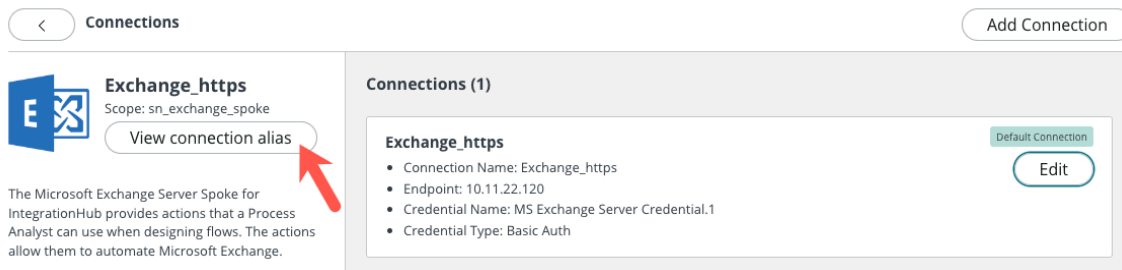 Connections
Add Connection
Exchange_https
Scope: sn_exchange_spoke
View connection alias
The Microsoft Exchange Server Spoke for
IntegrationHub provides actions that a Process
Analyst can use when designing flows. The actions
allow them to automate Microsoft Exchange.
Connections (1)
Exchange_https
Default Connection
Edit
• Connection Name: Exchange_https
• Endpoint: 10.11.22.120
• Credential Name: MS Exchange Server Credential.1
• Credential Type: Basic Auth